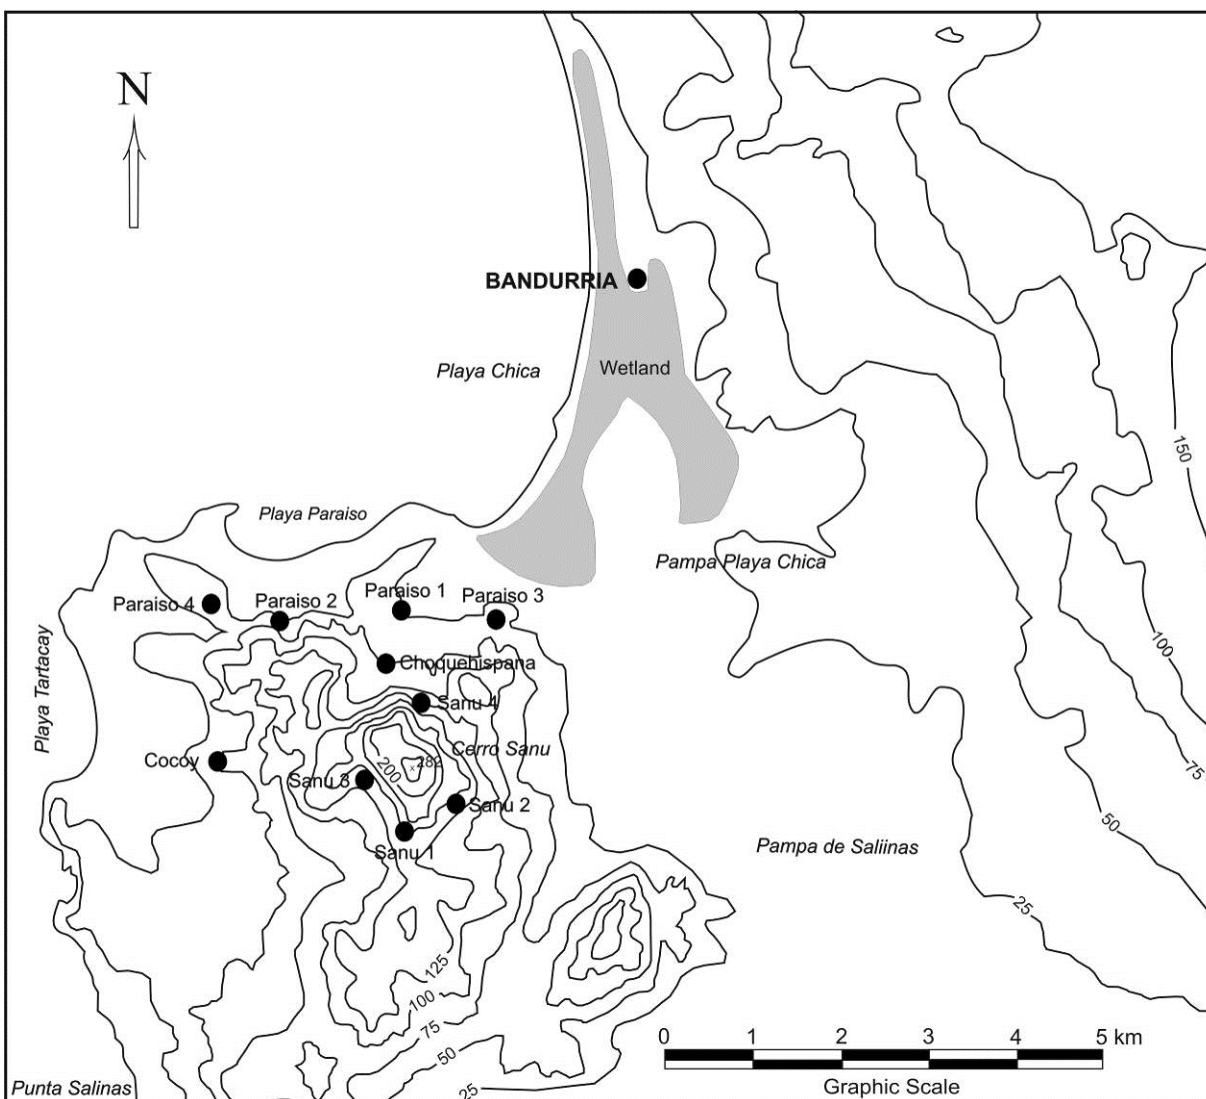 N
BANDURRIA
Playa Chica
Wetland
150
Playa Paraiso
Pampa Playa Chica
Paraiso 4
Paraiso 2
Paraiso 1
Paraiso 3
Playa Tartacay
Choquehispana
100
Sanu 4
Cerro Sanu
Cocoy
200
282
75
Sanu 3
Sanu 2
50
Sanu 1
Pampa de Saliinas
25
125
100
75
50
25
0 1 2 3 4 5 km
Graphic Scale
Punta Salinas